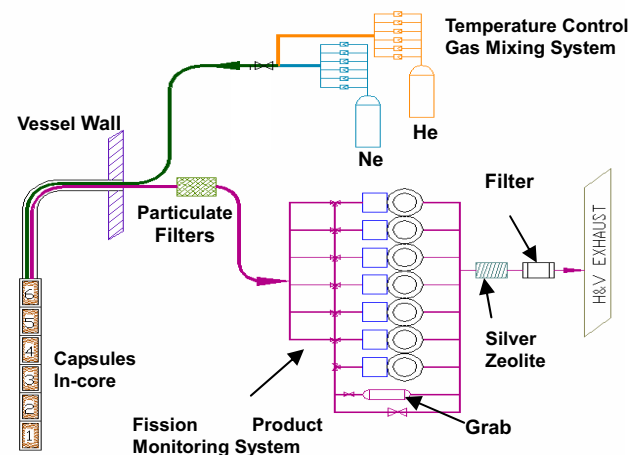 Temperature Control
Gas Mixing System
He
Ne
Vessel Wall
Particulate
Filters
Filter
H&V EXHAUST
Silver
Zeolite
6
5
4
3
2
1
Capsules
In-core
Fission Product
Monitoring System
Grab